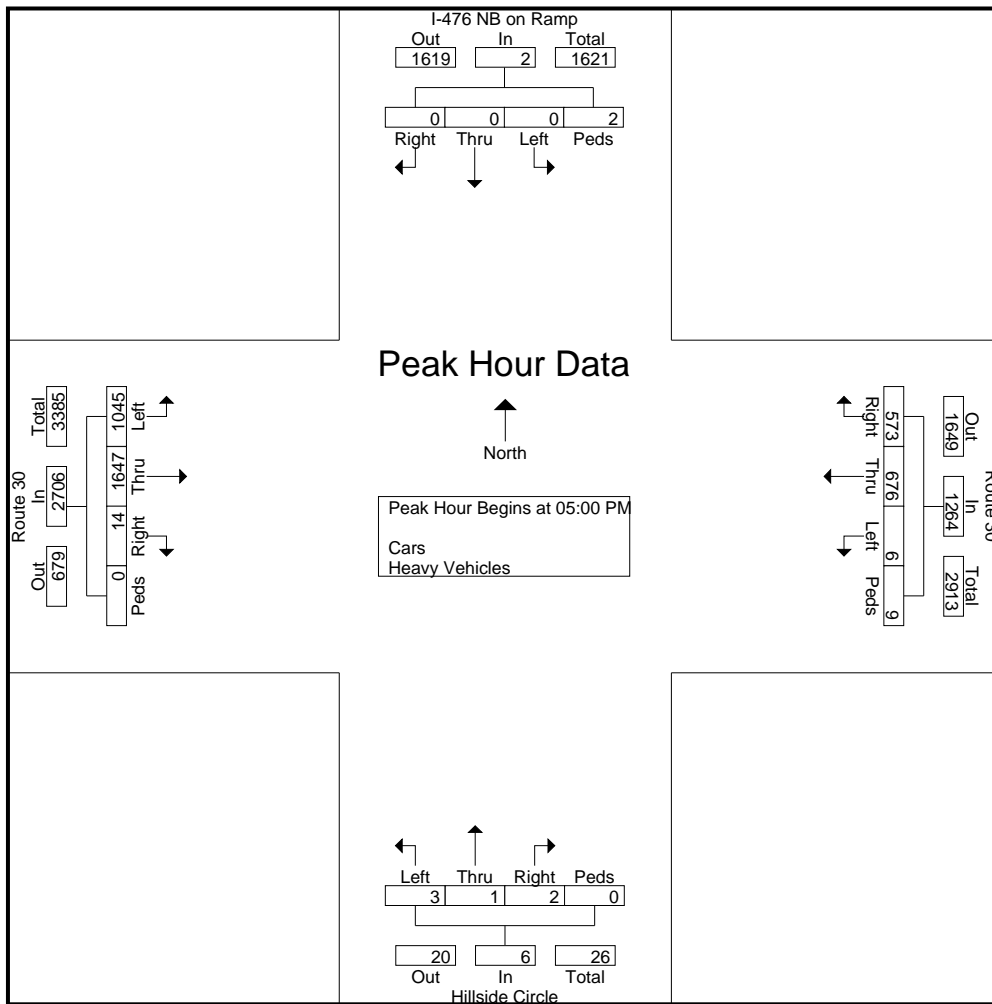 I-476 NB on Ramp
Out In Total
1619 2 1621
0 0 0 2
Right Thru Left Peds
Peak Hour Data
North
Peak Hour Begins at 05:00 PM
Cars
Heavy Vehicles
Route 30
Total In Out
3385 2706 679
1045 1647 14 0
Left Thru Right Peds
Right Thru Left Peds
573 676 6 9
1649 1264 2913
Out In Total
Route 30
Left Thru Right Peds
3 1 2 0
20 6 26
Out In Total
Hillside Circle